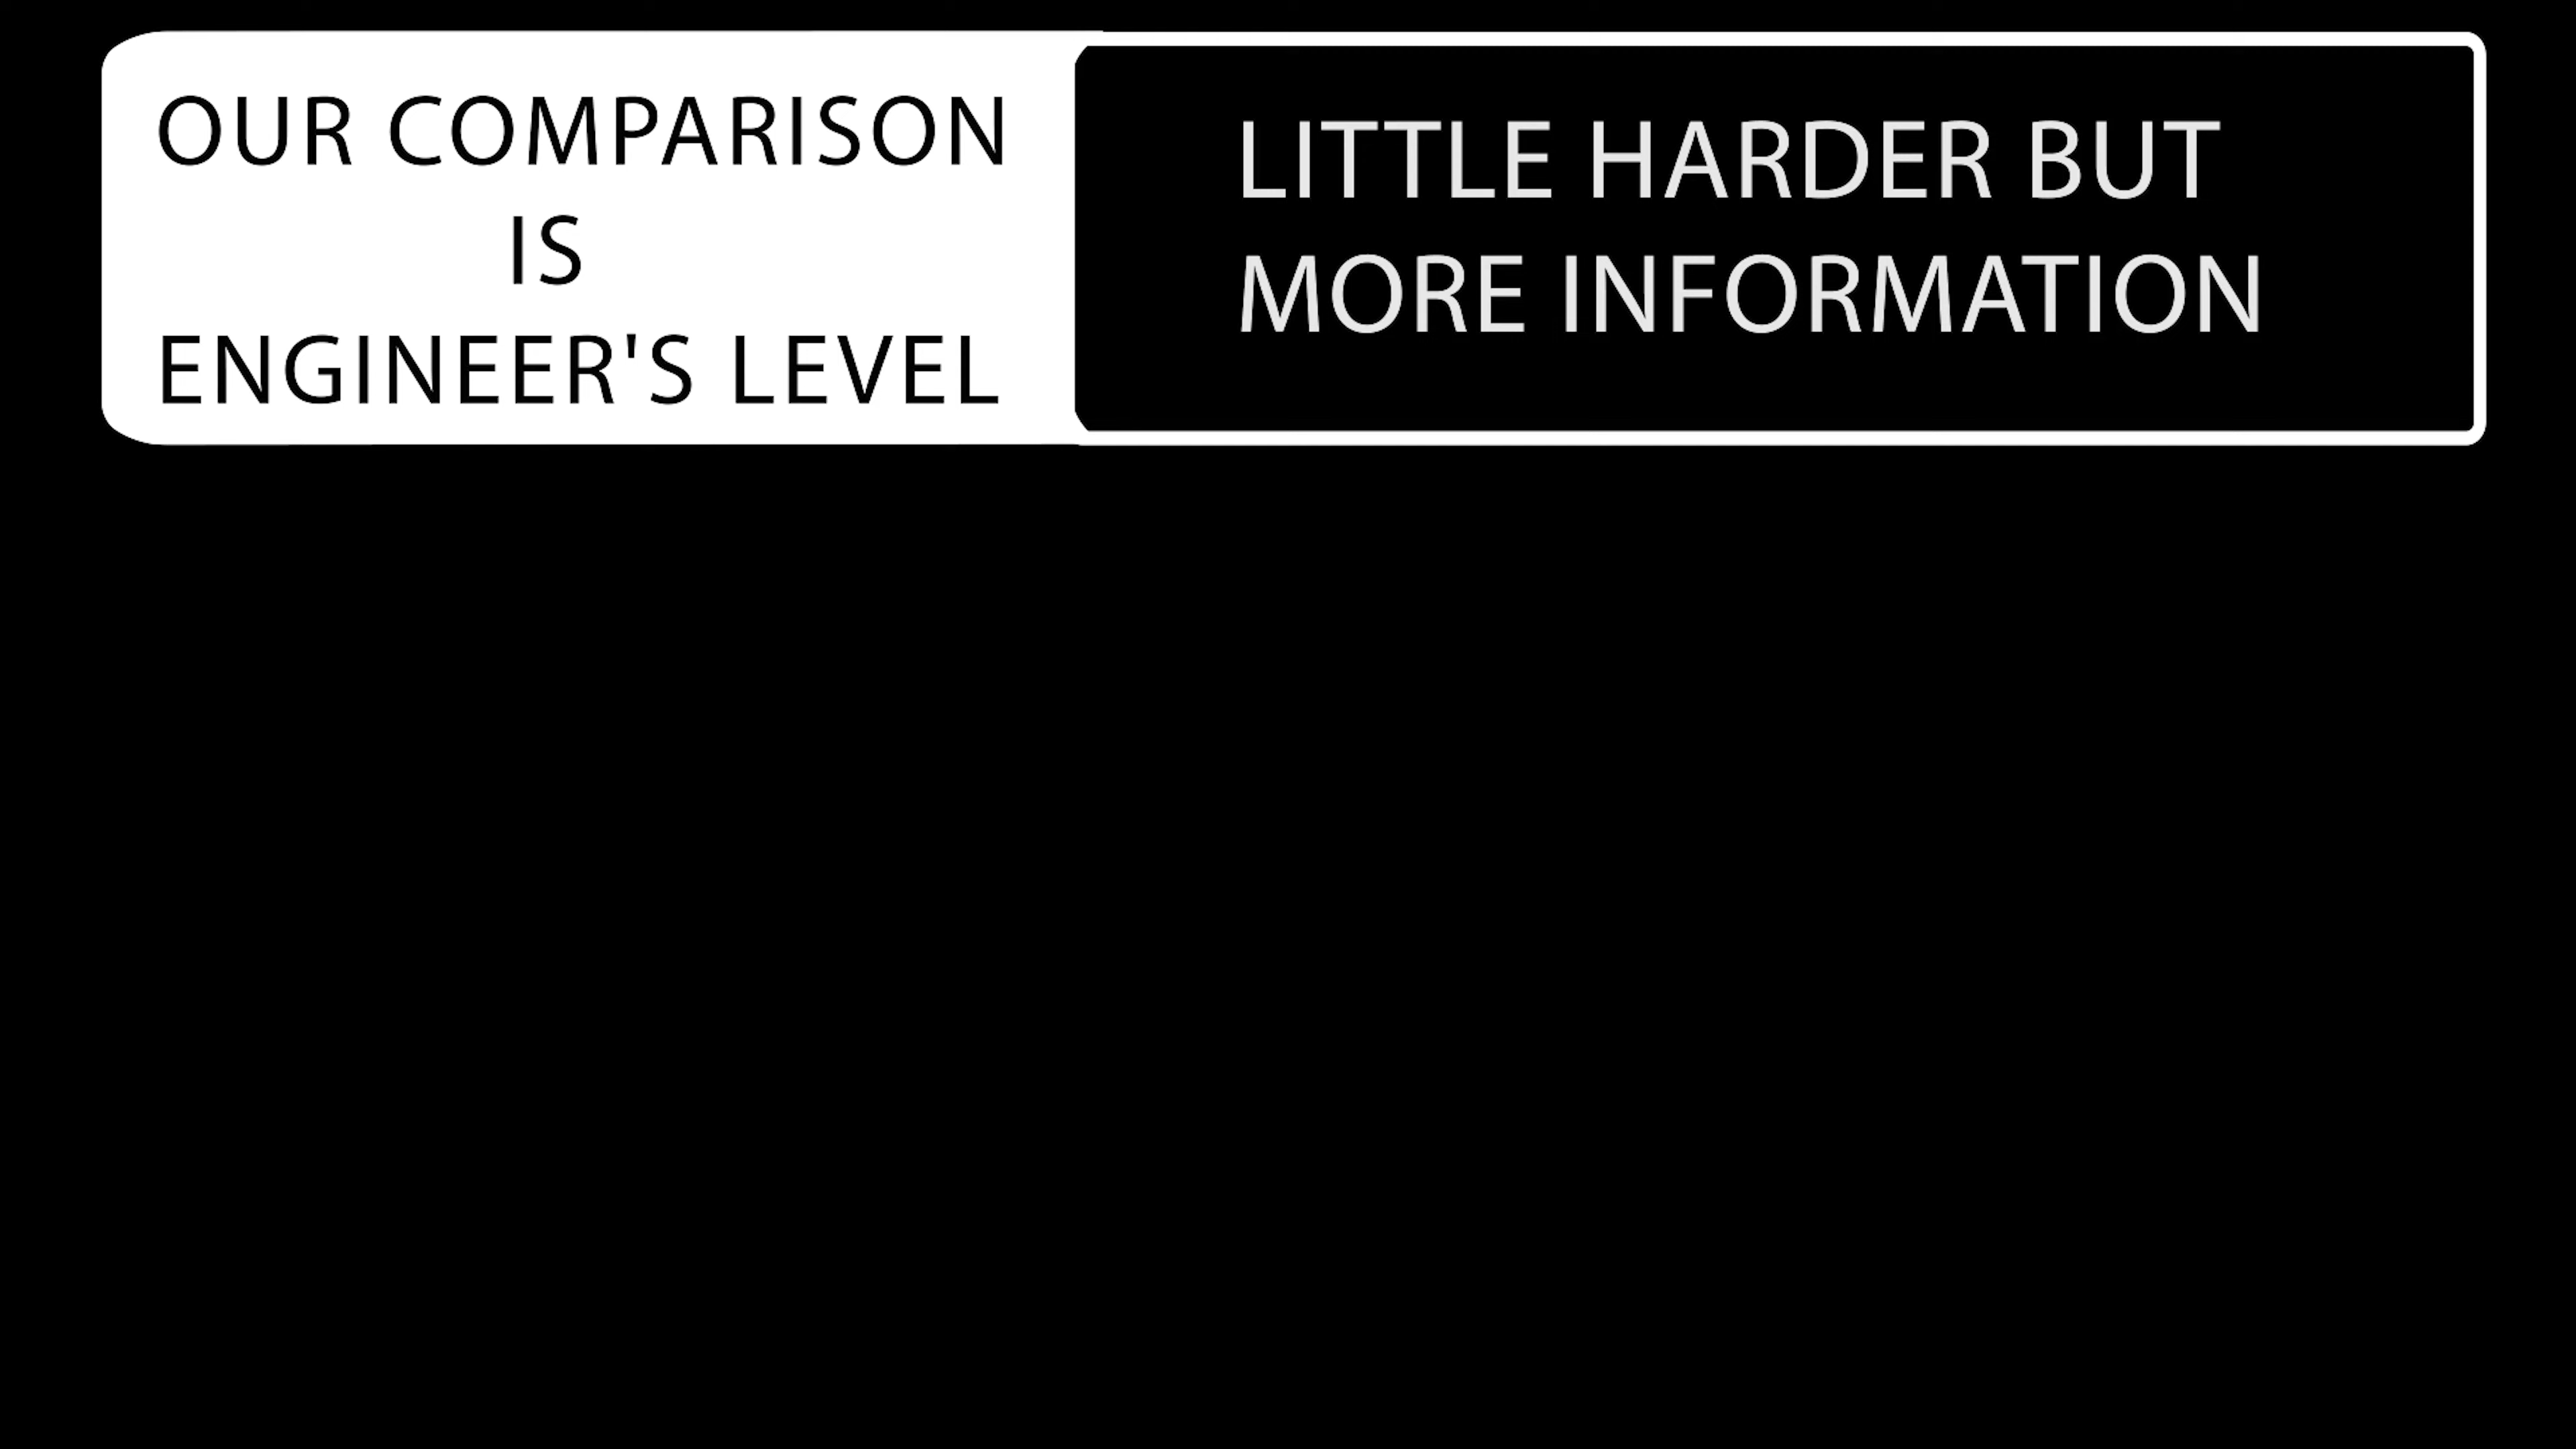 OUR COMPARISON
IS
ENGINEER'S LEVEL
LITTLE HARDER BUT
MORE INFORMATION